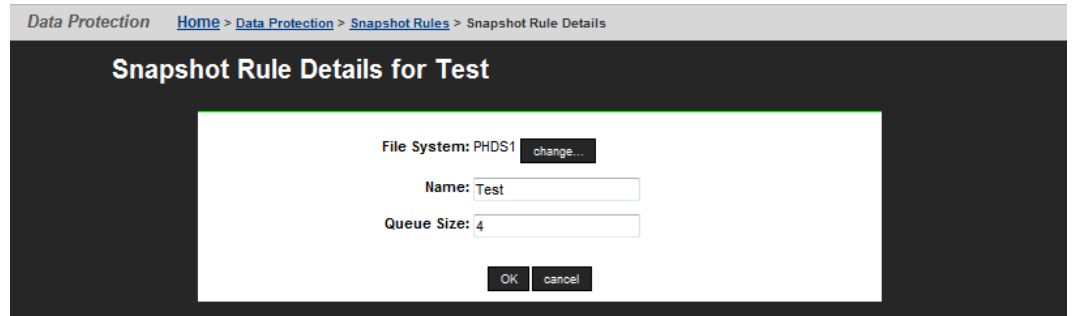 Data Protection Home > Data Protection > Snapshot Rules > Snapshot Rule Details
Snapshot Rule Details for Test
File System: PHDS1 change...
Name: Test
Queue Size: 4
OK cancel